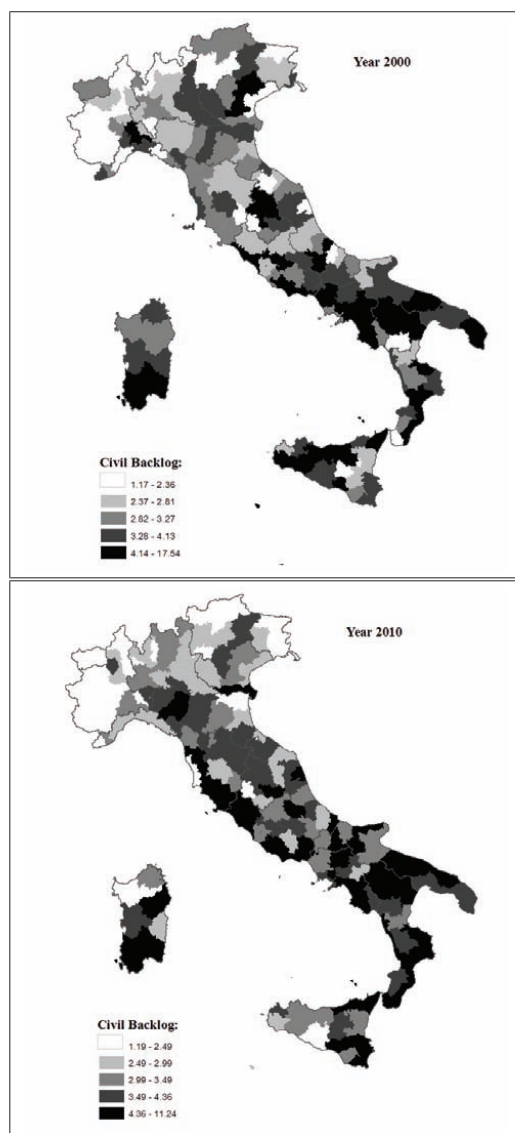 Year 2000
Civil Backlog:
1.17 - 2.36
2.37 - 2.81
2.82 - 3.27
3.28 - 4.13
4.14 - 17.54
Year 2010
Civil Backlog:
1.19 - 2.49
2.49 - 2.99
2.99 - 3.49
3.49 - 4.36
4.36 - 11.24